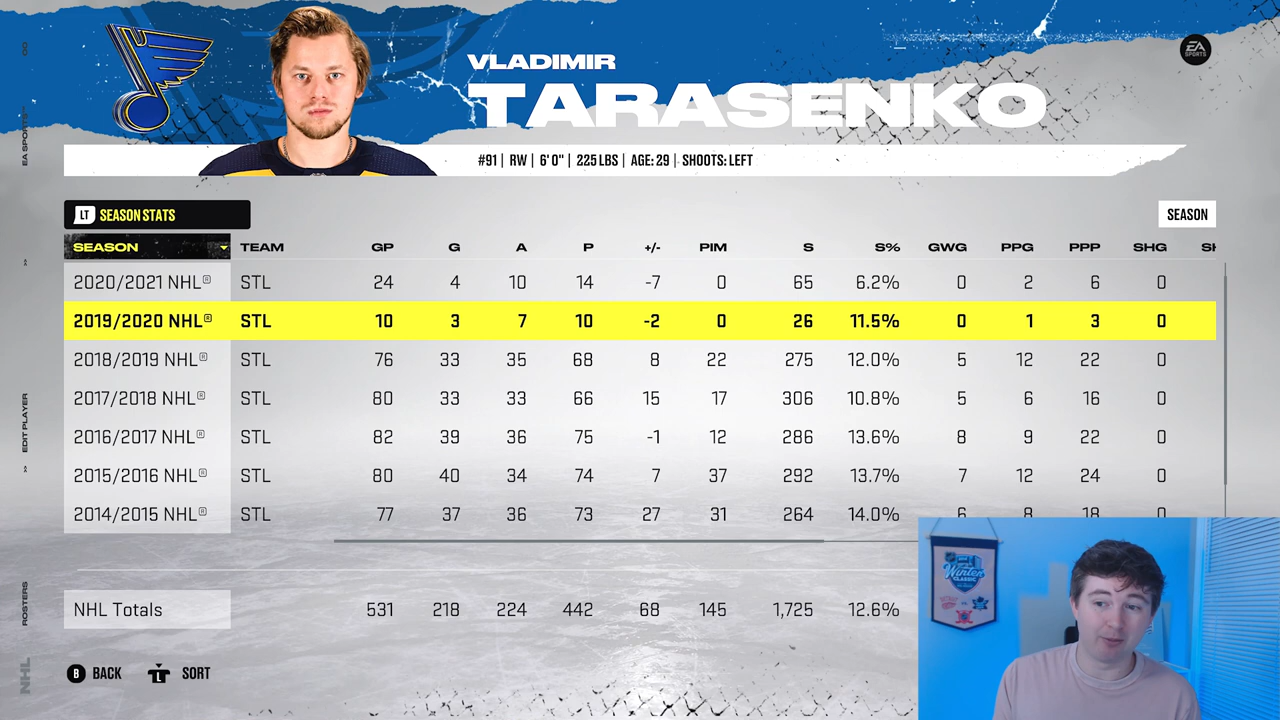 VLADIMIR
TARASENKO
EA SPORTS
#91 | RW | 6' 0" | 225 LBS | AGE: 29 | SHOOTS: LEFT
LT SEASON STATS
SEASON
SEASON TEAM GP G A P +/- PIM S S% GWG PPG PPP SHG
2020/2021 NHL® STL 24 4 10 14 -7 0 65 6.2% 0 2 6 0
2019/2020 NHL® STL 10 3 7 10 -2 0 26 11.5% 0 1 3 0
2018/2019 NHL® STL 76 33 35 68 8 22 275 12.0% 5 12 22 0
2017/2018 NHL® STL 80 33 33 66 15 17 306 10.8% 5 6 16 0
2016/2017 NHL® STL 82 39 36 75 -1 12 286 13.6% 8 9 22 0
2015/2016 NHL® STL 80 40 34 74 7 37 292 13.7% 7 12 24 0
2014/2015 NHL® STL 77 37 36 73 27 31 264 14.0% 6 8 18 0
NHL Totals 531 218 224 442 68 145 1,725 12.6%
B BACK L SORT
EA SPORTS
EDIT PLAYER
ROSTERS
NHL
Winter
CLASSIC